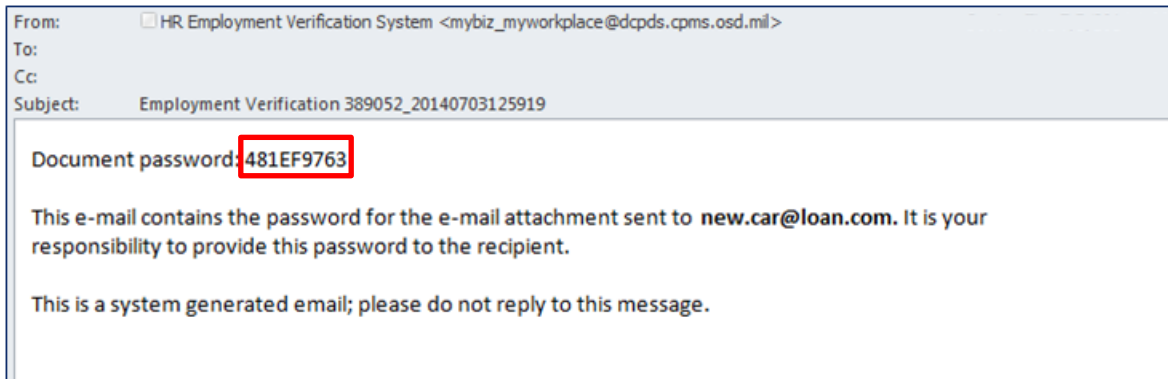 From: HR Employment Verification System <mybiz_myworkplace@dcpds.cpms.osd.mil>
To:
Cc:
Subject: Employment Verification 389052_20140703125919
Document password: 481EF9763
This e-mail contains the password for the e-mail attachment sent to new.car@loan.com. It is your
responsibility to provide this password to the recipient.
This is a system generated email; please do not reply to this message.